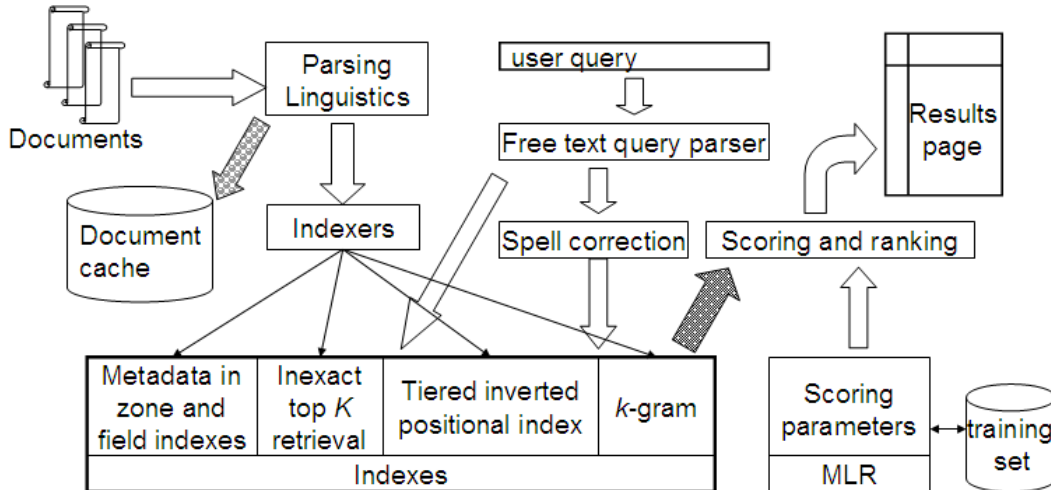 Documents
Parsing
Linguistics
user query
Results
page
Free text query parser
Document
cache
Indexers
Spell correction
Scoring and ranking
Metadata in
zone and
field indexes
Inexact
top K
retrieval
Tiered inverted
positional index
k-gram
Indexes
Scoring
parameters
MLR
training
set